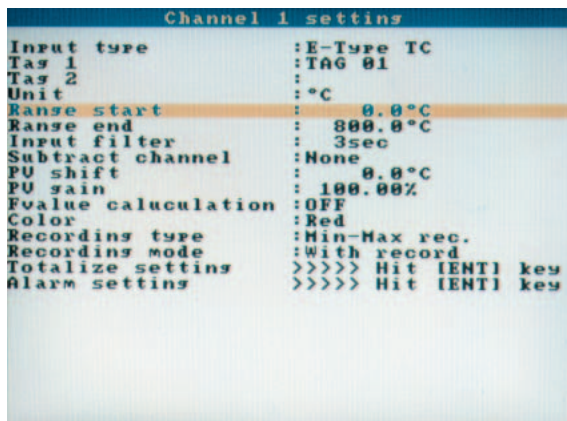 Channel 1 setting
Input type :E-Type TC
Tag 1 :TAG 01
Tag 2 :
Unit :°C
Range start : 0.0°C
Range end : 800.0°C
Input filter : 3sec
Subtract channel :None
PV shift : 0.0°C
PV gain : 100.00%
Fvalue caluculation :OFF
Color :Red
Recording type :Min-Max rec.
Recording mode :With record
Totalize setting >>>>> Hit [ENT] key
Alarm setting >>>>> Hit [ENT] key